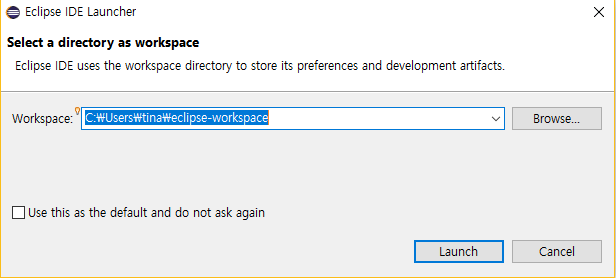 Eclipse IDE Launcher
Select a directory as workspace
Eclipse IDE uses the workspace directory to store its preferences and development artifacts.
Workspace: C:₩Users₩tina₩eclipse-workspace Browse...
Use this as the default and do not ask again
Launch Cancel